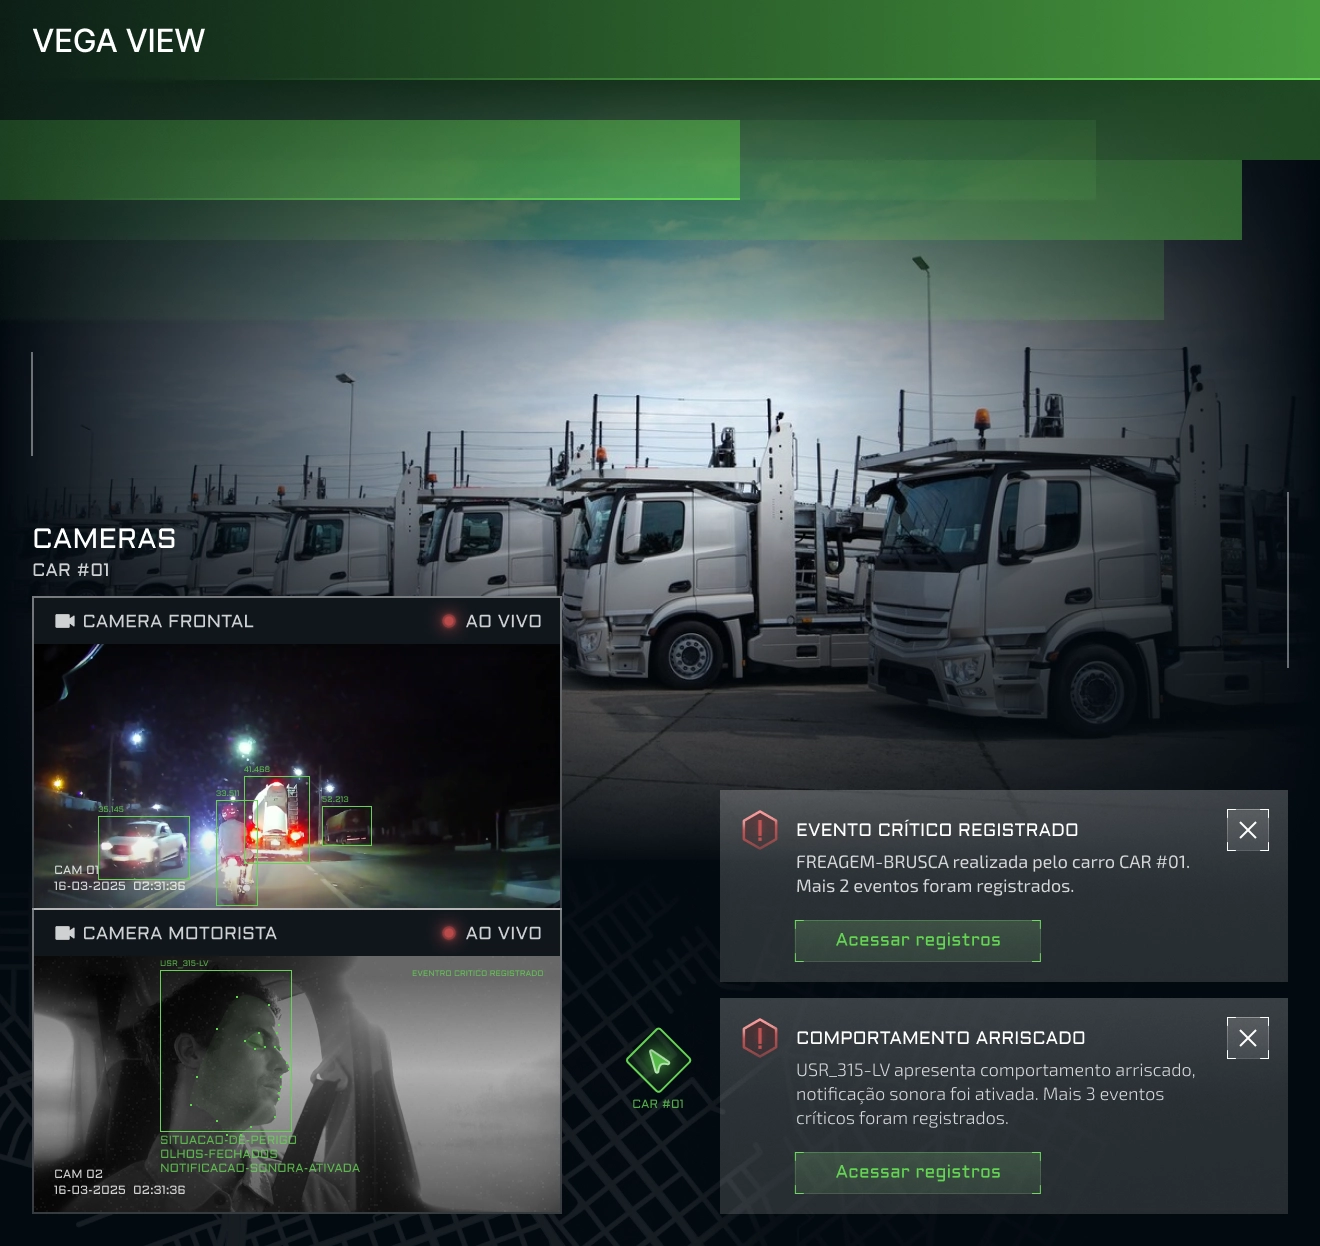 VEGA VIEW
CAMERAS
CAR #01
CAMERA FRONTAL
AO VIVO
41.468
33.511
52.213
35.145
CAM 01
16-03-2025 02:31:36
CAMERA MOTORISTA
AO VIVO
USR_315-LV
EVENTRO CRITICO REGISTRADO
SITUACAO-DE-PERIGO
OLHOS-FECHADOS
NOTIFICACAO-SONORA-ATIVADA
CAM 02
16-03-2025 02:31:36
CAR #01
EVENTO CRÍTICO REGISTRADO
FREAGEM-BRUSCA realizada pelo carro CAR #01.
Mais 2 eventos foram registrados.
Acessar registros
COMPORTAMENTO ARRISCADO
USR_315-LV apresenta comportamento arriscado,
notificação sonora foi ativada. Mais 3 eventos
críticos foram registrados.
Acessar registros